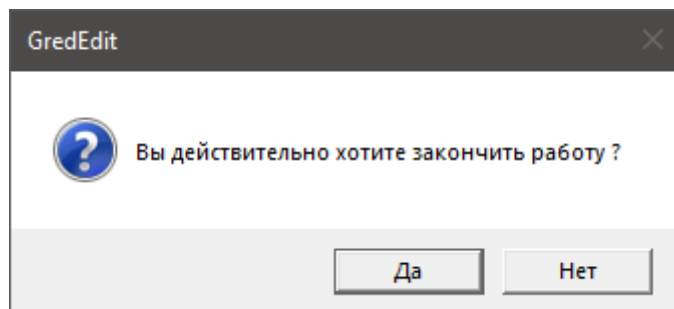 GredEdit
Вы действительно хотите закончить работу ?
Да
Нет